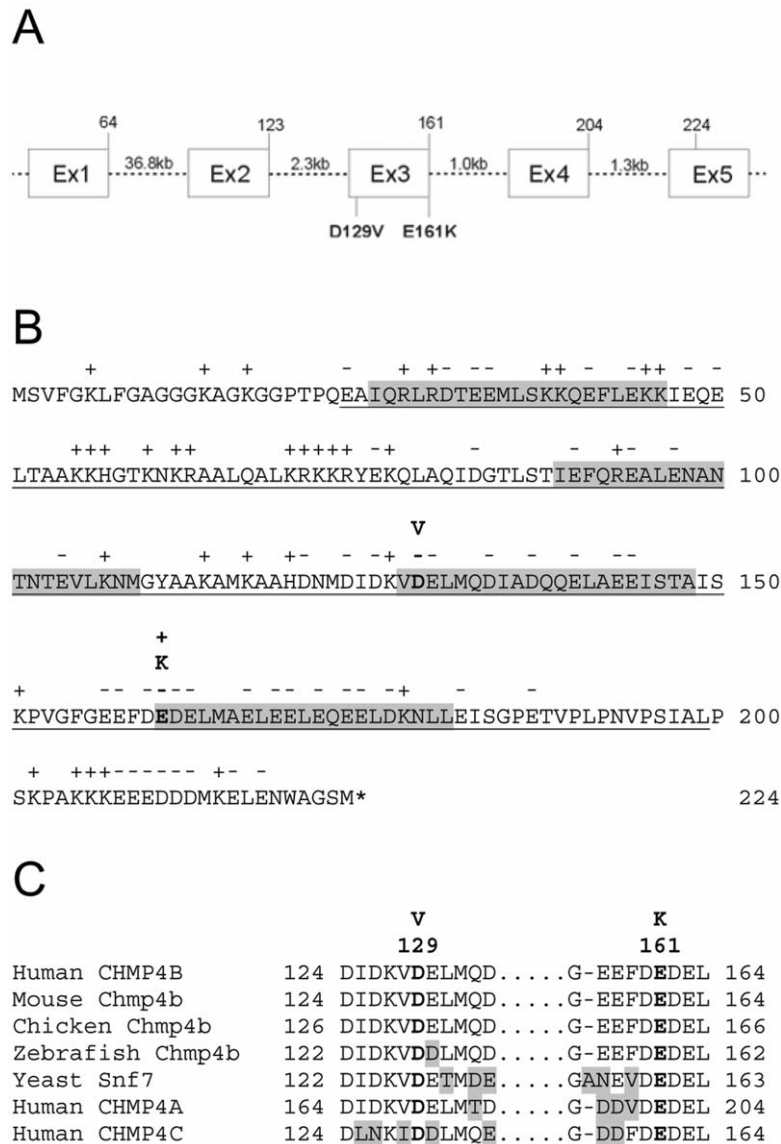 A
64 123 161 204 224
Ex1 36.8kb Ex2 2.3kb Ex3 1.0kb Ex4 1.3kb Ex5
D129V E161K
B
+ + + - + +- -- ++ - ++ - -
MSVFGKLFGAGGGKAGKGGPTPQEAIQRLRDTEEMLSKKQEFLEKKIEQE 50
+++ + ++ +++++ -+ - -+ - -
LTAAKKHGTKNKRAALQALKRKKRYEKQLAQIDGTLSTIEFQREALENAN 100
V
- + + + +- - -+ -- - - - --
TNTEVLKNMGYAAKAMKAAHDNMDIDKVDELMQDIADQQELAEEISTAIS 150
+
K
+ -- ---- - -- - -- -+ - -
KPVGFGEEFDEDELMAELEELEQEELDKNLLEISGPETVPLPNVPSIALP 200
+ +++------ +- -
SKPAKKKEEEDDDMKELENWAGSM* 224
C
V K
129 161
Human CHMP4B 124 DIDKVDELMQD.....G-EEFDEDEL 164
Mouse Chmp4b 124 DIDKVDELMQD.....G-EEFDEDEL 164
Chicken Chmp4b 126 DIDKVDELMQD.....G-EEFDEDEL 166
Zebrafish Chmp4b 122 DIDKVDDLMQD.....G-EEFDEDEL 162
Yeast Snf7 122 DIDKVDETMDE.....GANEVDEDEL 163
Human CHMP4A 164 DIDKVDELMTD.....G-DDVDEDEL 204
Human CHMP4C 124 DLNKIDDLMQE.....G-DDFDEDEL 164